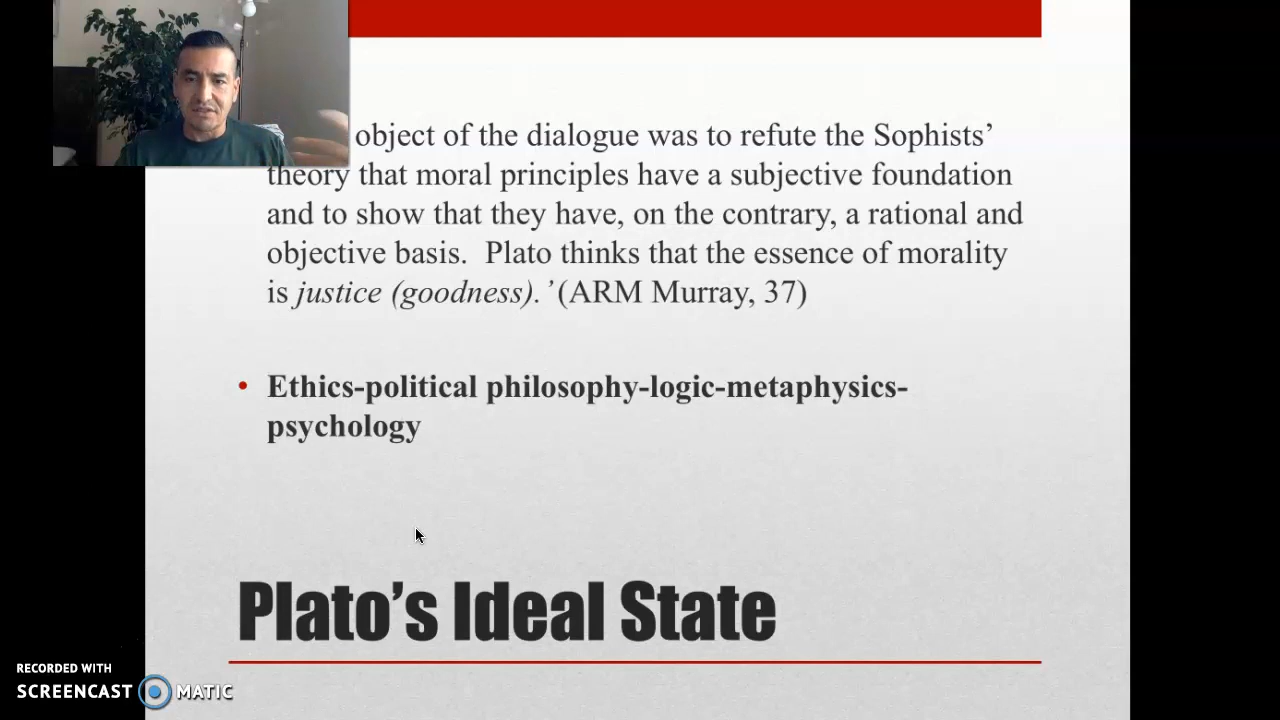 object of the dialogue was to refute the Sophists’
theory that moral principles have a subjective foundation
and to show that they have, on the contrary, a rational and
objective basis.  Plato thinks that the essence of morality
is justice (goodness). ’ (ARM Murray, 37)
• Ethics-political philosophy-logic-metaphysics-
psychology
Plato’s Ideal State
RECORDED WITH
SCREENCAST MATIC